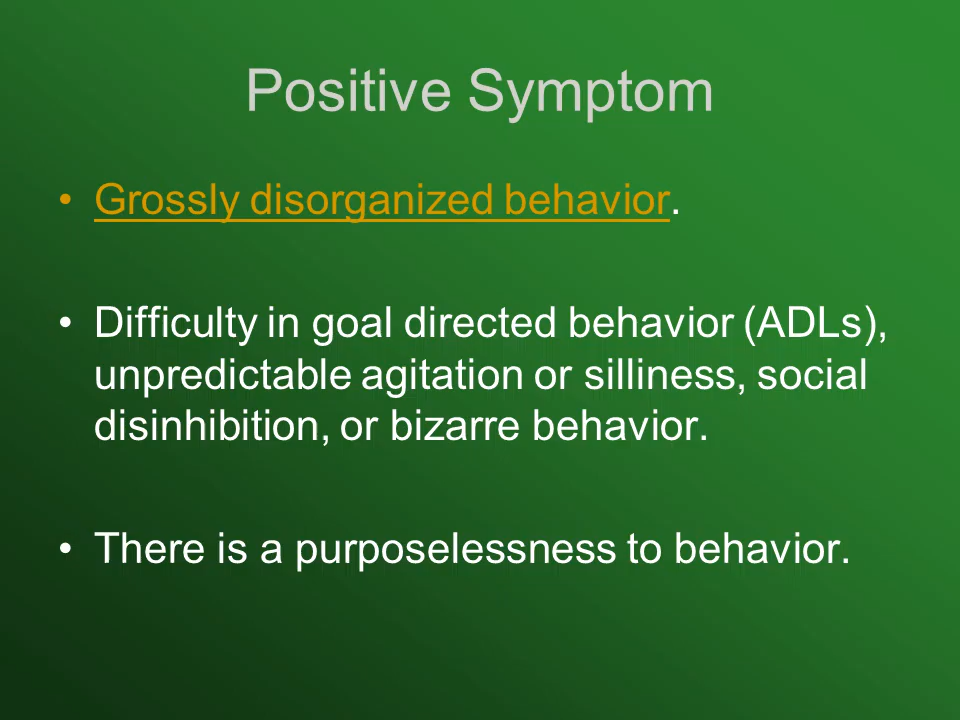 Positive Symptom
• Grossly disorganized behavior.
• Difficulty in goal directed behavior (ADLs),
unpredictable agitation or silliness, social
disinhibition, or bizarre behavior.
• There is a purposelessness to behavior.